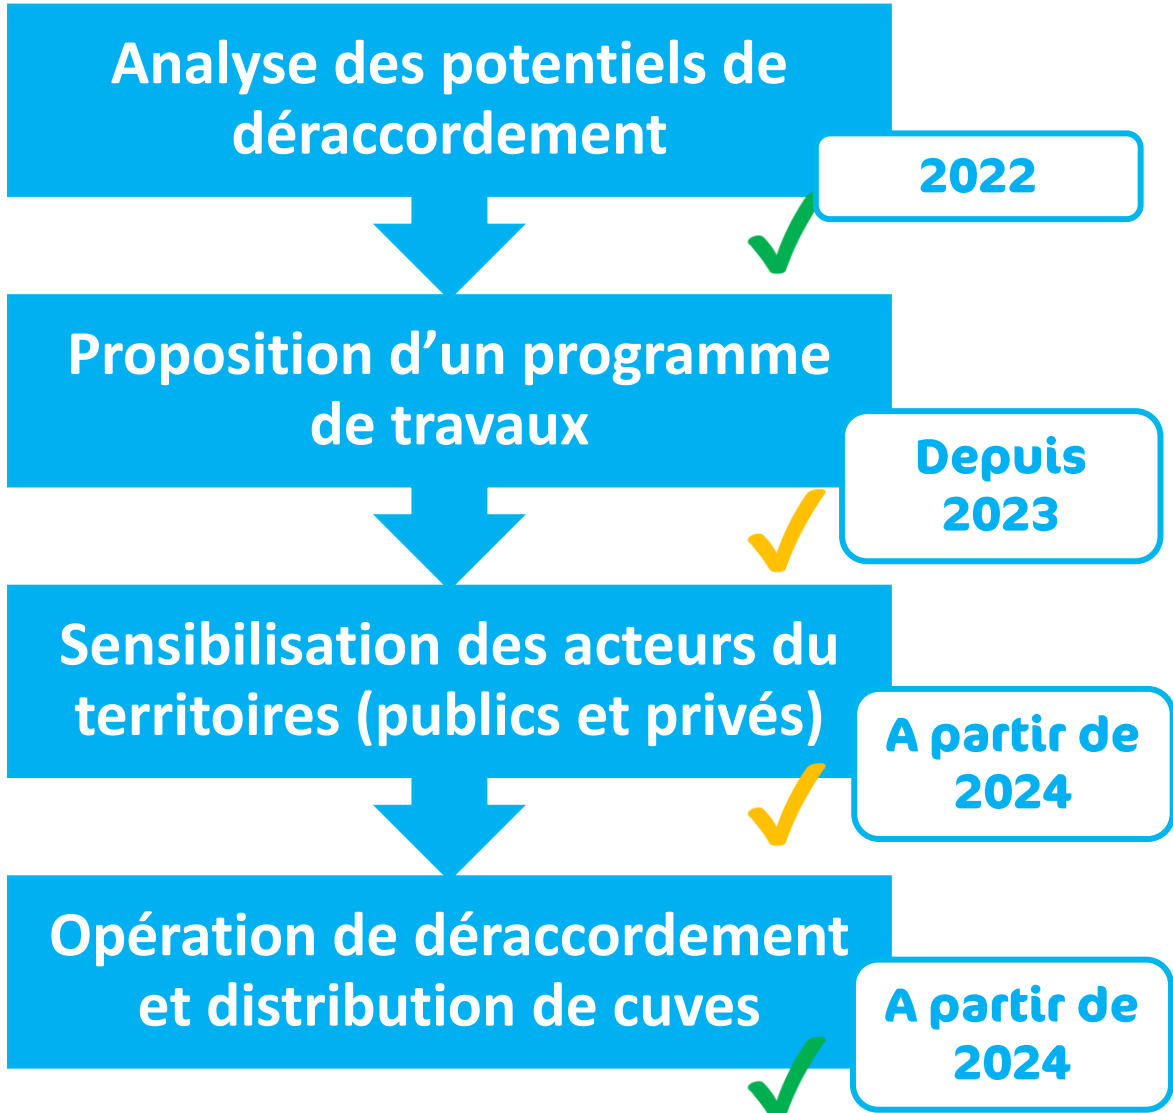 Analyse des potentiels de
déraccordement
2022
Proposition d’un programme
de travaux
Depuis
2023
Sensibilisation des acteurs du
territoires (publics et privés)
A partir de
2024
Opération de déraccordement
et distribution de cuves
A partir de
2024